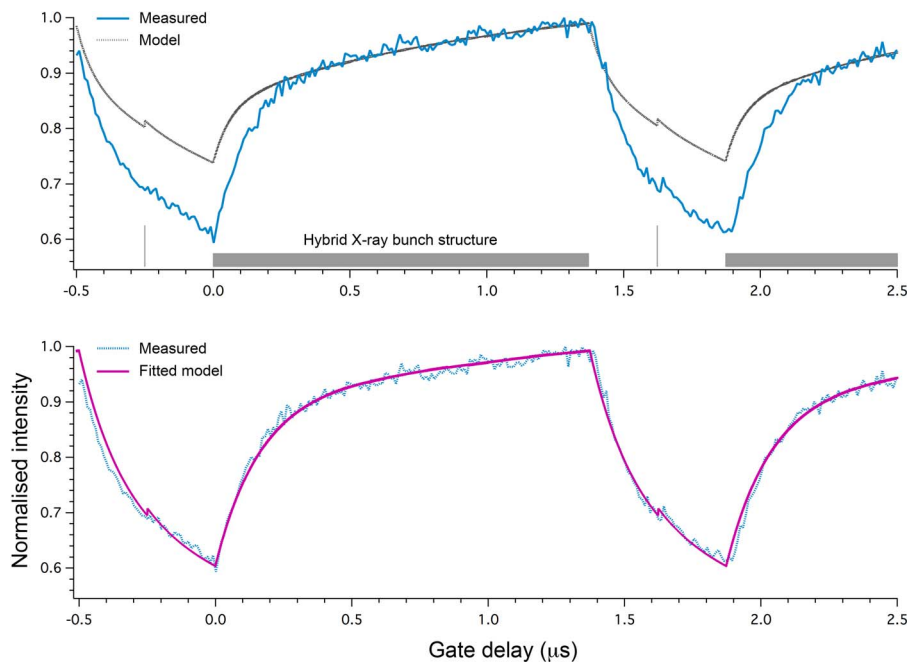 1.0
Measured
Model
0.9
0.8
0.7
0.6
Hybrid X-ray bunch structure
-0.5 0.0 0.5 1.0 1.5 2.0 2.5
1.0
Measured
Fitted model
0.9
0.8
0.7
0.6
Normalised intensity
-0.5 0.0 0.5 1.0 1.5 2.0 2.5
Gate delay (μs)